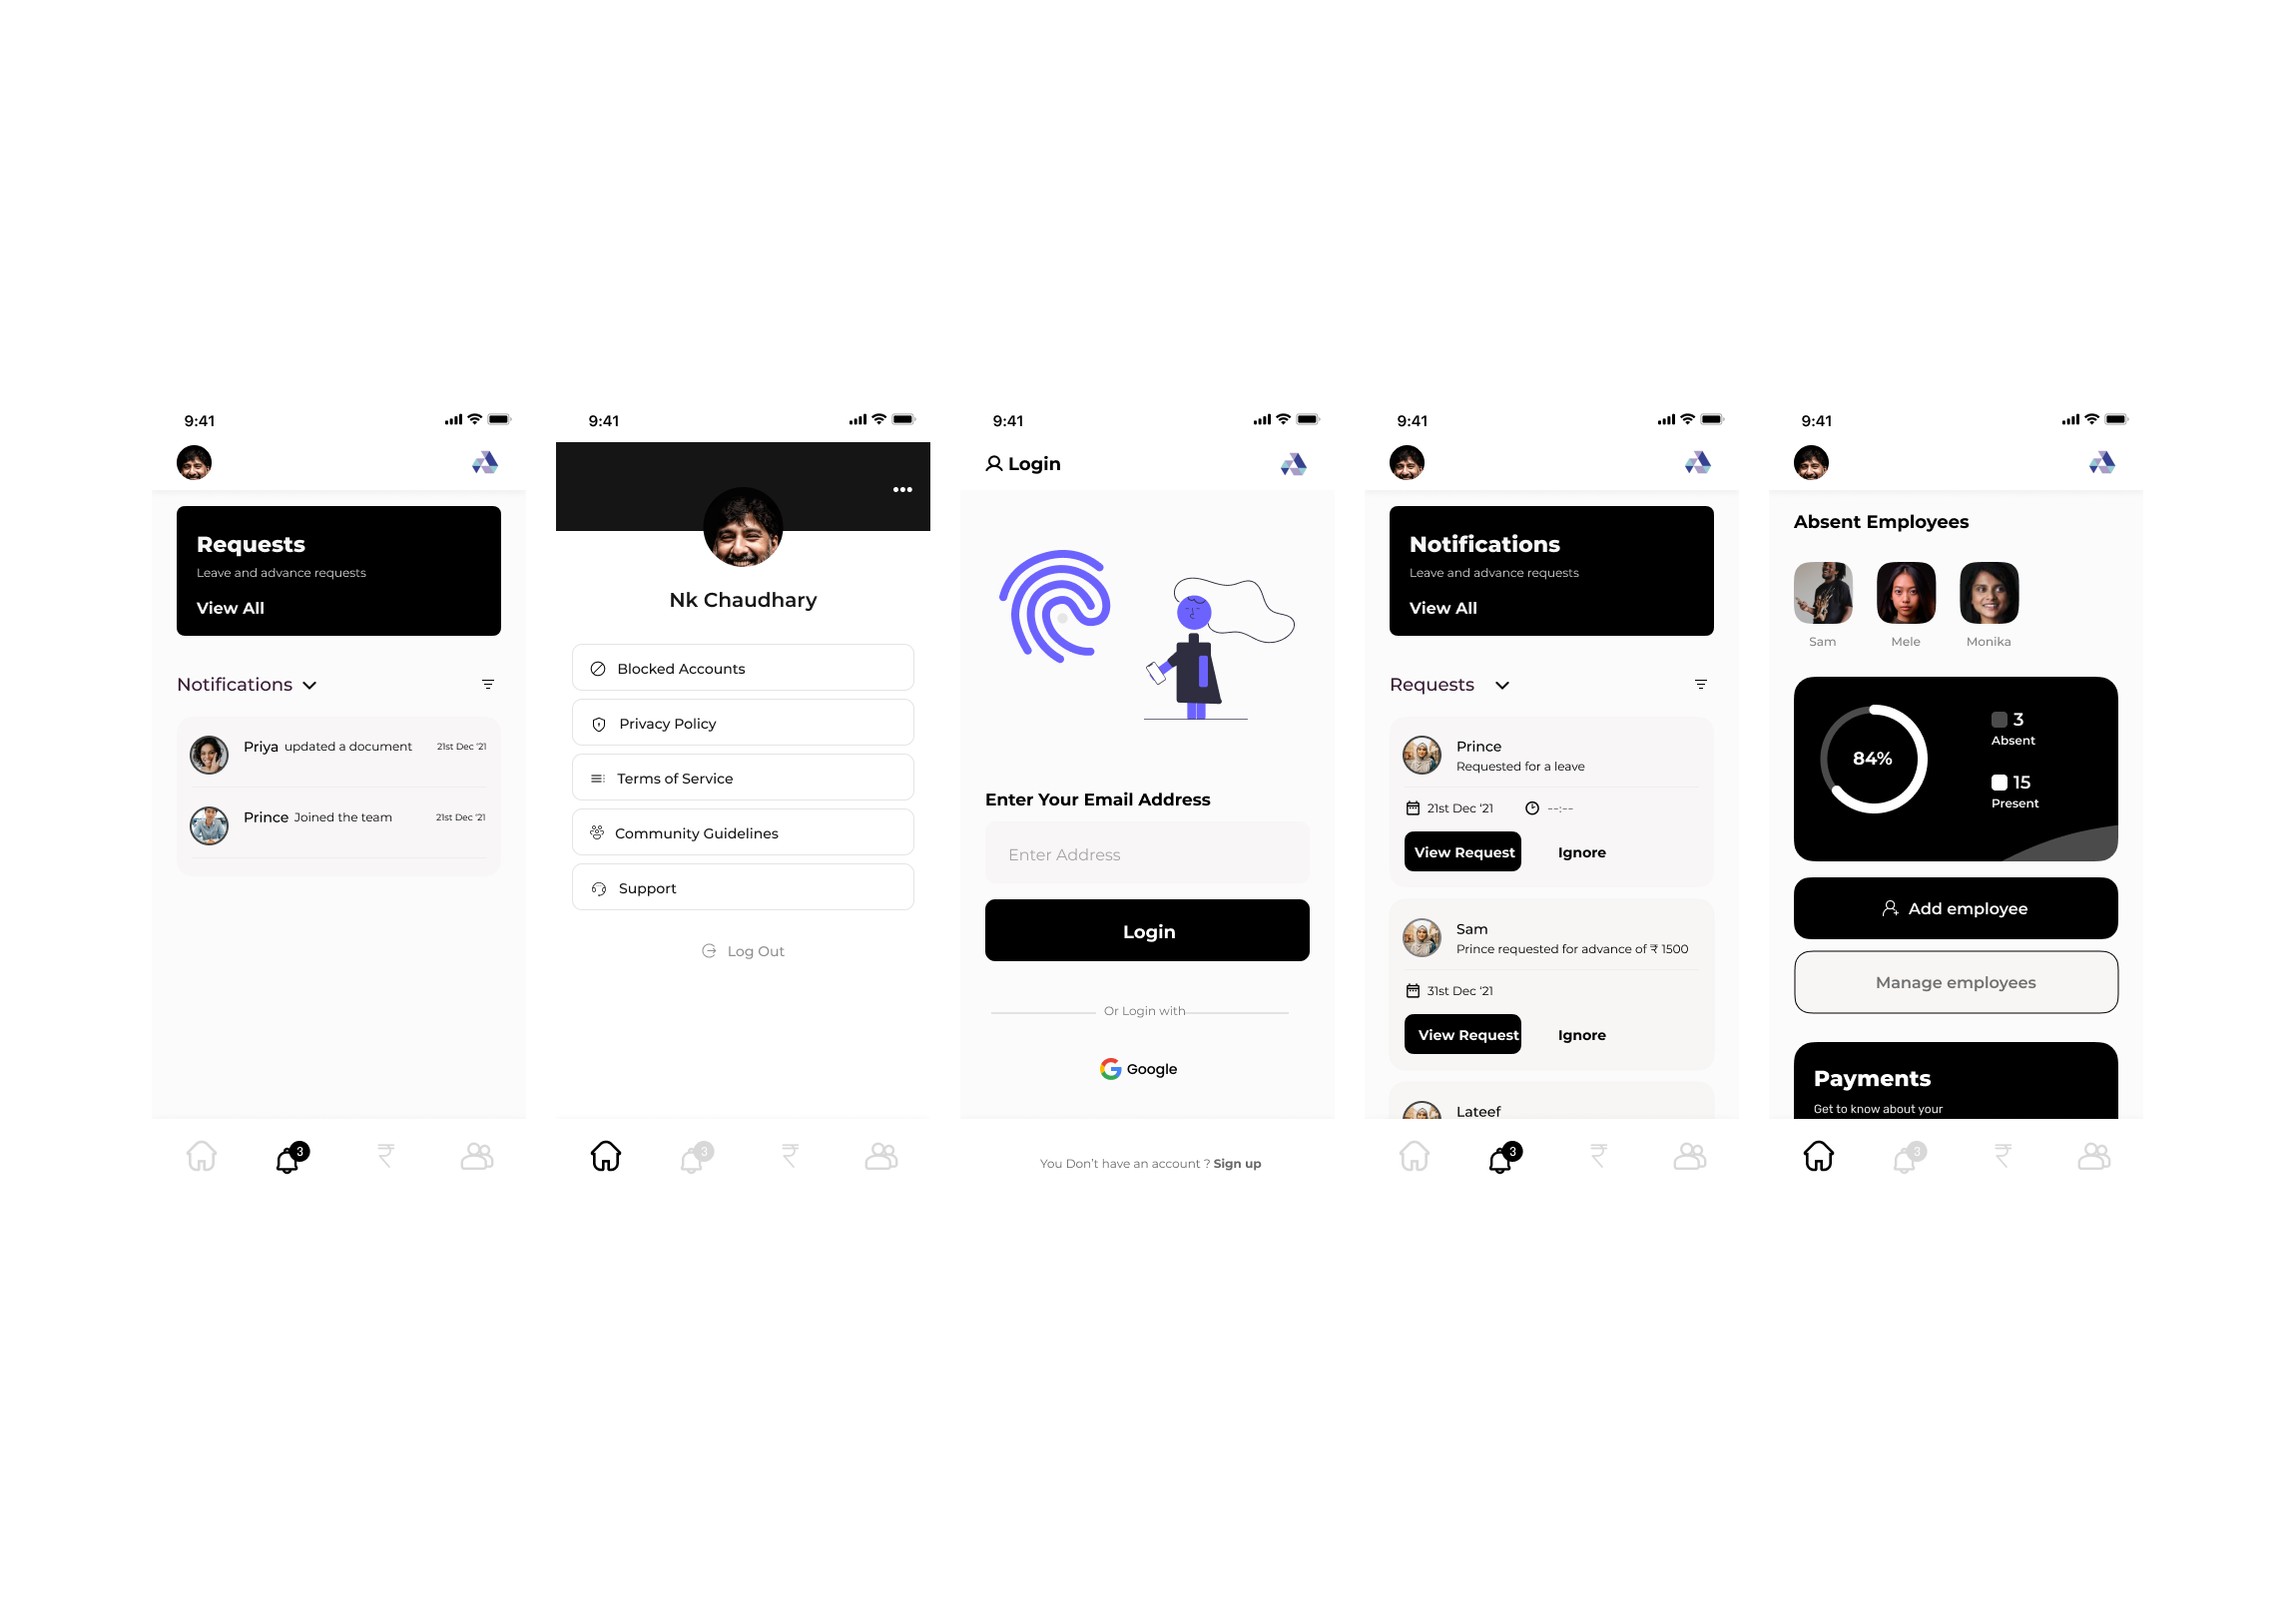 9:41
Requests
Leave and advance requests
View All
Notifications
Priya updated a document 21st Dec '21
Prince Joined the team 21st Dec '21
3
9:41
Nk Chaudhary
Blocked Accounts
Privacy Policy
Terms of Service
Community Guidelines
Support
Log Out
3
9:41
Login
Enter Your Email Address
Enter Address
Login
Or Login with
Google
You Don't have an account ? Sign up
9:41
Notifications
Leave and advance requests
View All
Requests
Prince
Requested for a leave
21st Dec '21 --:--
View Request Ignore
Sam
Prince requested for advance of ₹ 1500
31st Dec '21
View Request Ignore
Lateef
3
9:41
Absent Employees
Sam Mele Monika
84%
3
Absent
15
Present
Add employee
Manage employees
Payments
Get to know about your
3